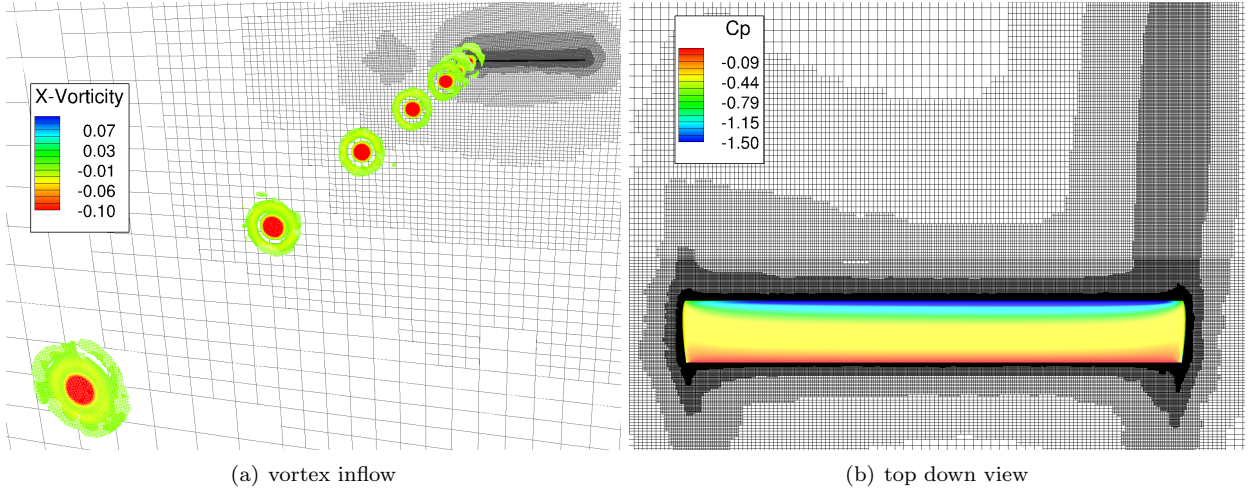 X-Vorticity
0.07
0.03
-0.01
-0.06
-0.10
Cp
-0.09
-0.44
-0.79
-1.15
-1.50
(a) vortex inflow
(b) top down view